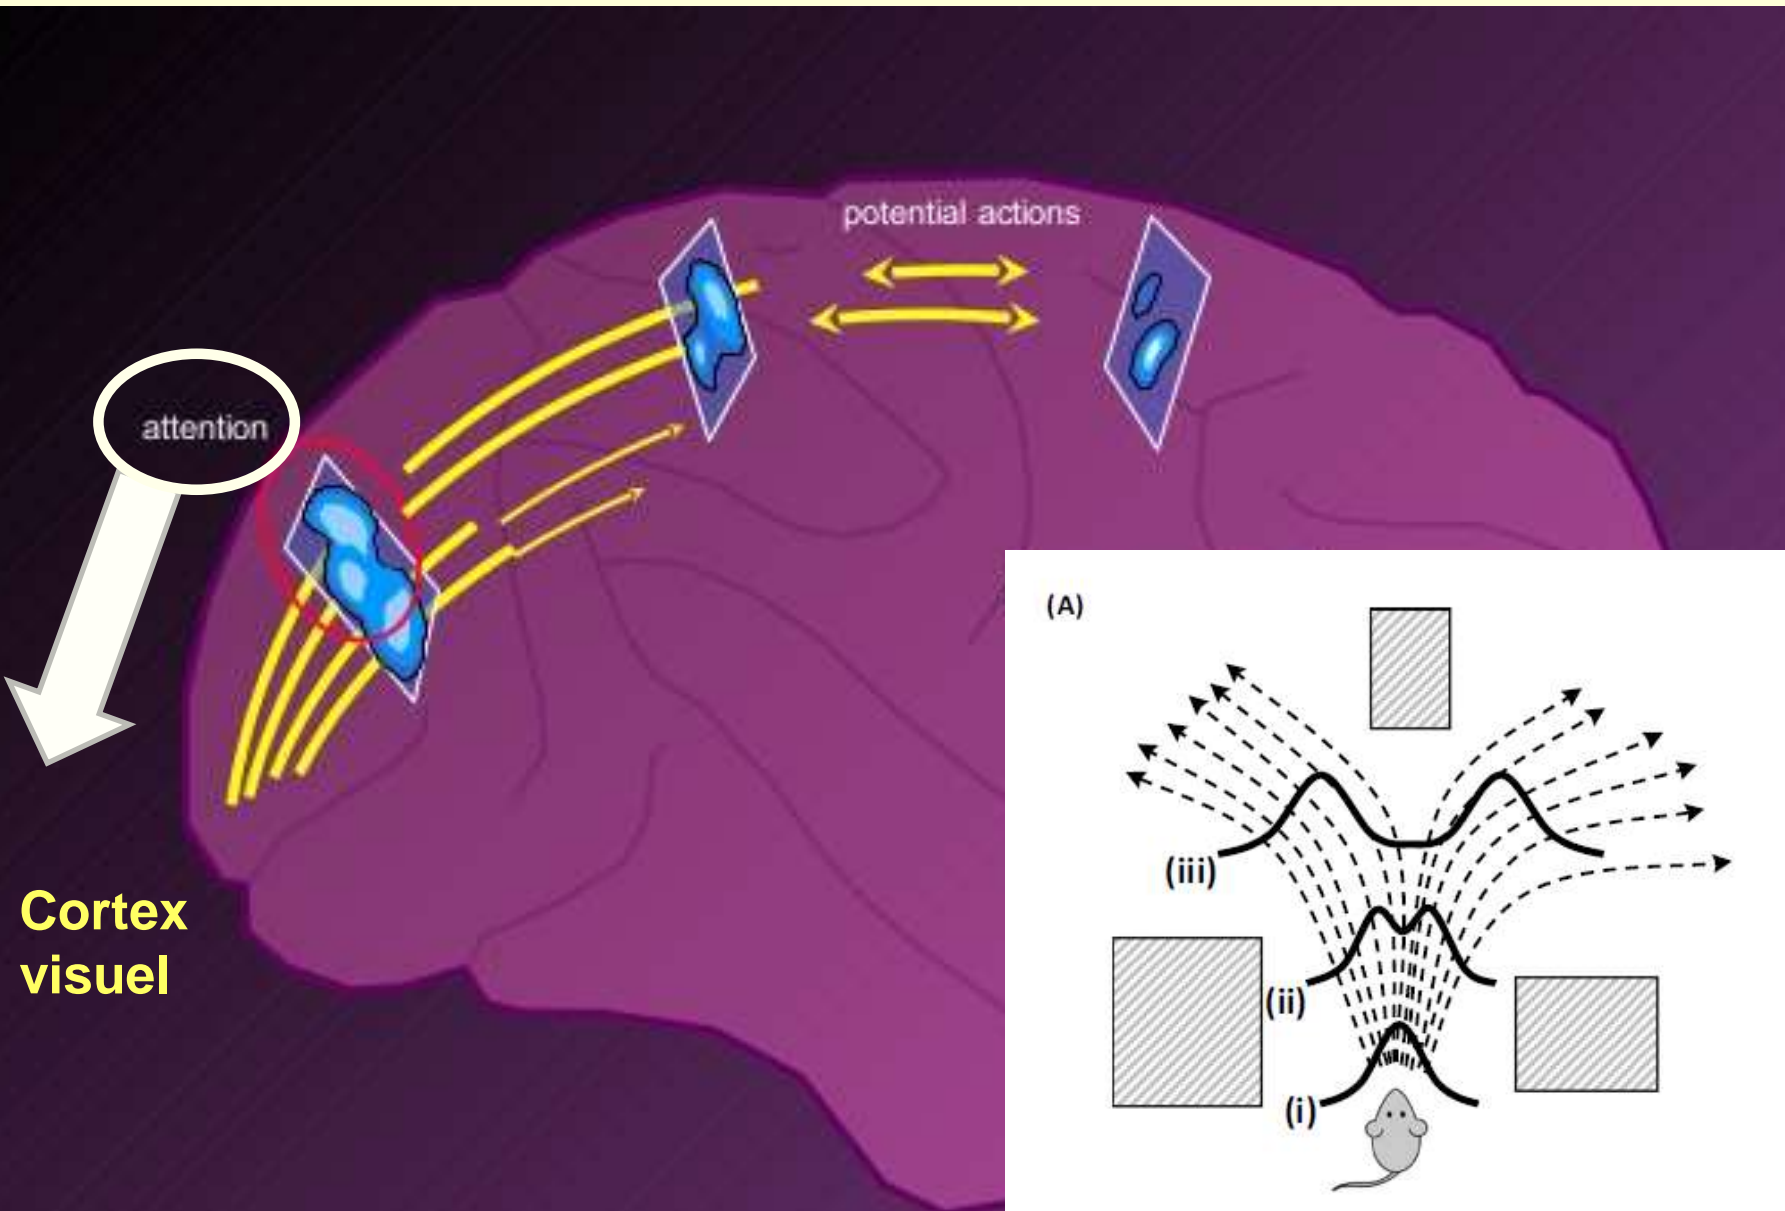 potential actions
attention
Cortex
visuel
(A)
(iii)
(ii)
(i)